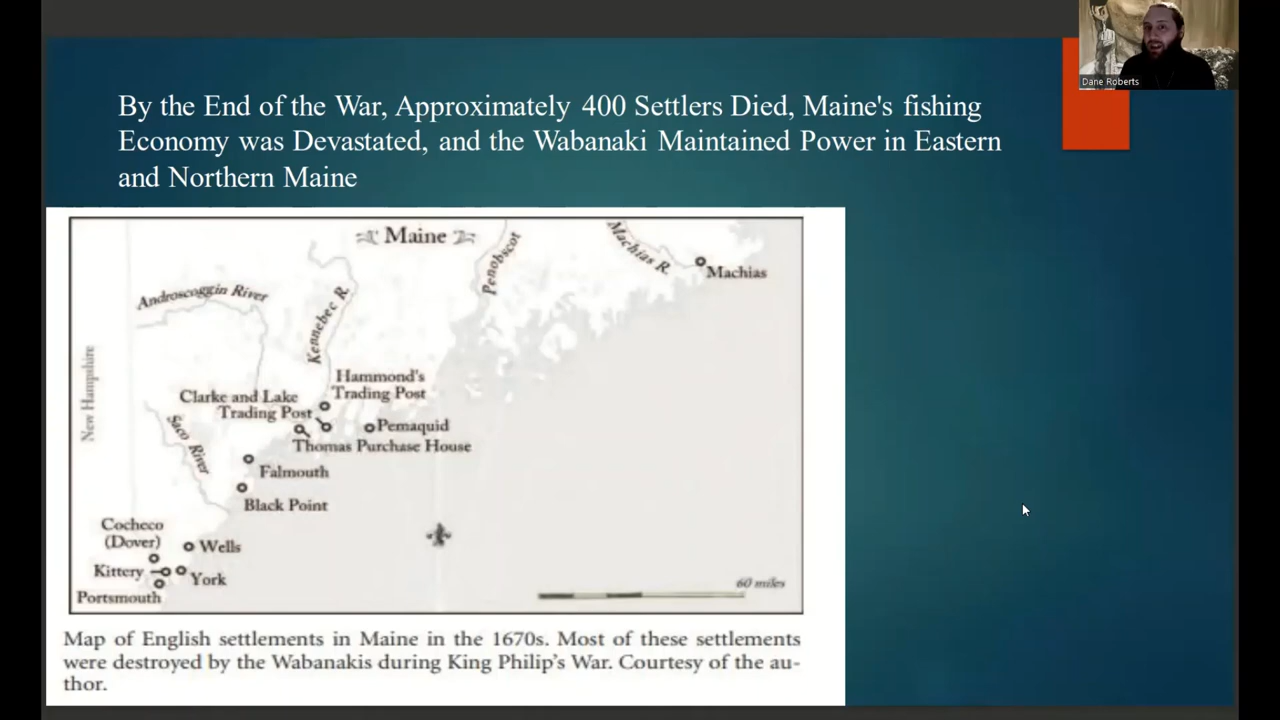 Dane Roberts
By the End of the War, Approximately 400 Settlers Died, Maine's fishing
Economy was Devastated, and the Wabanaki Maintained Power in Eastern
and Northern Maine
Maine
Penobscot
Machias R.
Machias
Androscoggin River
Kennebec R.
New Hampshire
Hammond's
Trading Post
Clarke and Lake
Trading Post
Pemaquid
Thomas Purchase House
Saco River
Falmouth
Black Point
Cocheco
(Dover)
Wells
Kittery
York
Portsmouth
60 miles
Map of English settlements in Maine in the 1670s. Most of these settlements
were destroyed by the Wabanakis during King Philip's War. Courtesy of the au-
thor.